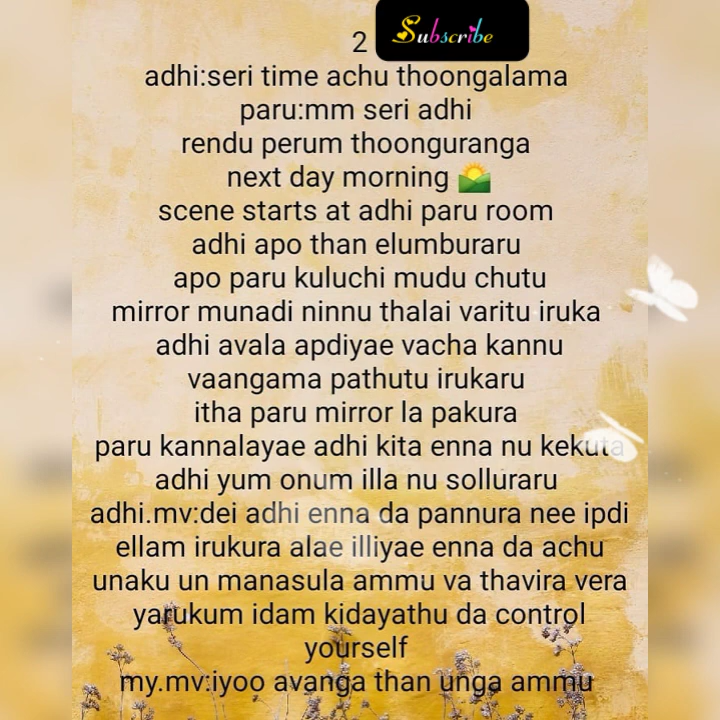 2
Subscribe
adhi:seri time achu thoongalama
paru:mm seri adhi
rendu perum thoonguranga
next day morning 🌄
scene starts at adhi paru room
adhi apo than elumburaru
apo paru kuluchi mudu chutu
mirror munadi ninnu thalai varitu iruka
adhi avala apdiyae vacha kannu
vaangama pathutu irukaru
itha paru mirror la pakura
paru kannalayae adhi kita enna nu kekuta
adhi yum onum illa nu solluraru
adhi.mv:dei adhi enna da pannura nee ipdi
ellam irukura alae illiyae enna da achu
unaku un manasula ammu va thavira vera
yarukum idam kidayathu da control
yourself
my.mv:iyoo avanga than unga ammu